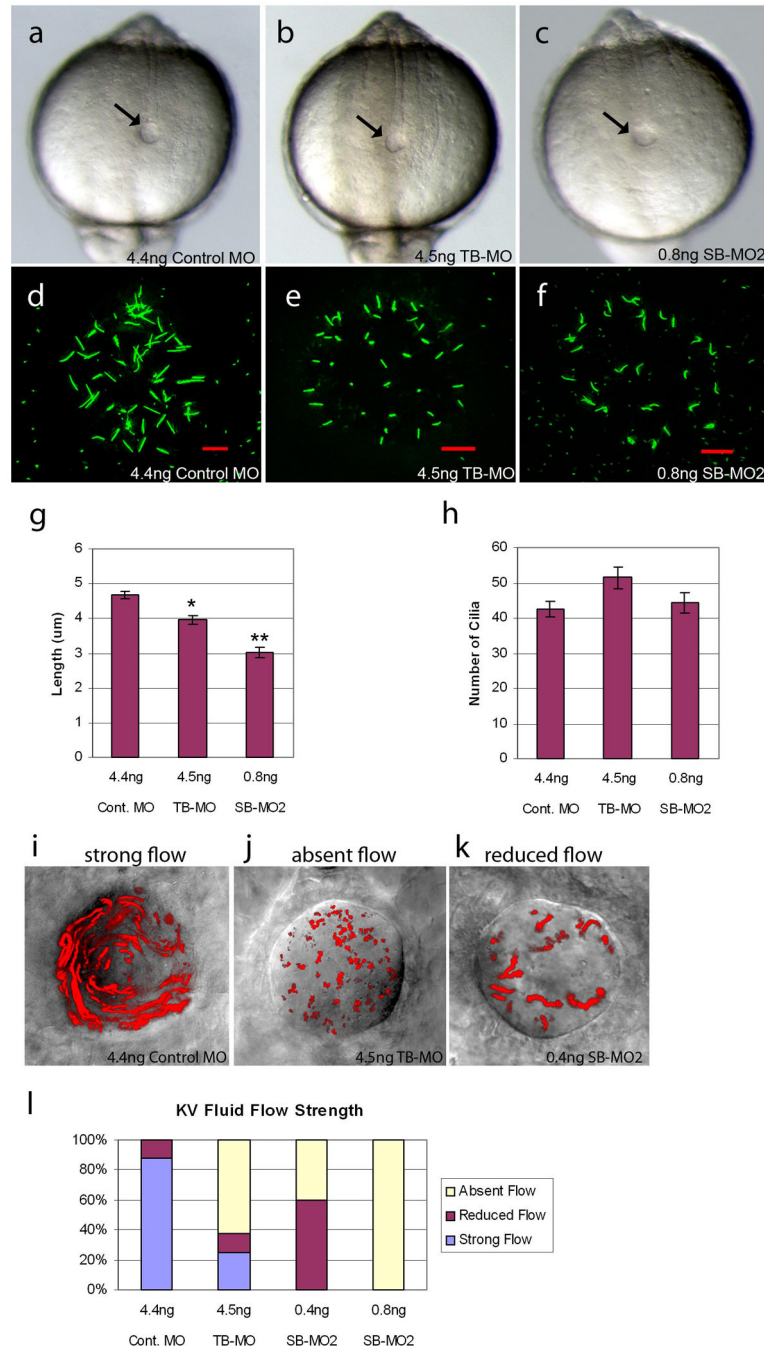 a
b
c
4.4ng Control MO
4.5ng TB-MO
0.8ng SB-MO2
d
e
f
4.4ng Control MO
4.5ng TB-MO
0.8ng SB-MO2
g
6
5
4
3
2
1
0
Length (um)
*
**
4.4ng 4.5ng 0.8ng
Cont. MO TB-MO SB-MO2
h
60
50
40
30
20
10
0
Number of Cilia
4.4ng 4.5ng 0.8ng
Cont. MO TB-MO SB-MO2
i
strong flow
4.4ng Control MO
j
absent flow
4.5ng TB-MO
k
reduced flow
0.4ng SB-MO2
l
KV Fluid Flow Strength
100%
80%
60%
40%
20%
0%
4.4ng 4.5ng 0.4ng 0.8ng
Cont. MO TB-MO SB-MO2 SB-MO2
Absent Flow
Reduced Flow
Strong Flow